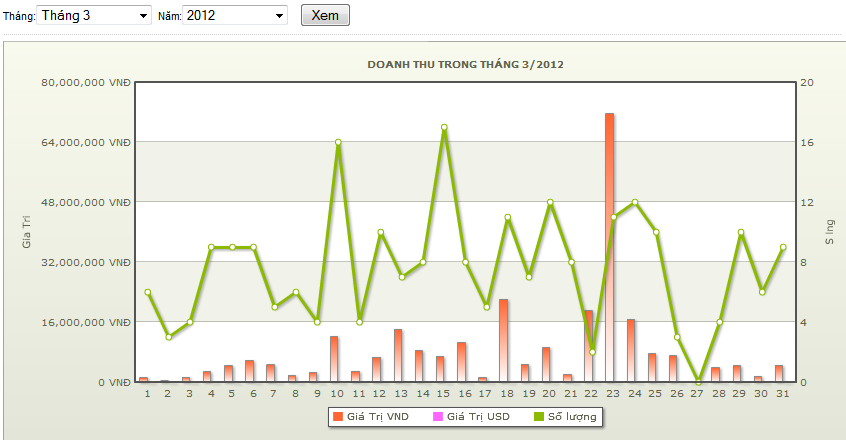 Tháng: Tháng 3 Năm: 2012 Xem
DOANH THU TRONG THÁNG 3/2012
80,000,000 VNĐ 20
64,000,000 VNĐ 16
48,000,000 VNĐ 12
Gía Trì S lng
32,000,000 VNĐ 8
16,000,000 VNĐ 4
0 VNĐ 0
1 2 3 4 5 6 7 8 9 10 11 12 13 14 15 16 17 18 19 20 21 22 23 24 25 26 27 28 29 30 31
Giá Trị VND Giá Trị USD Số lượng